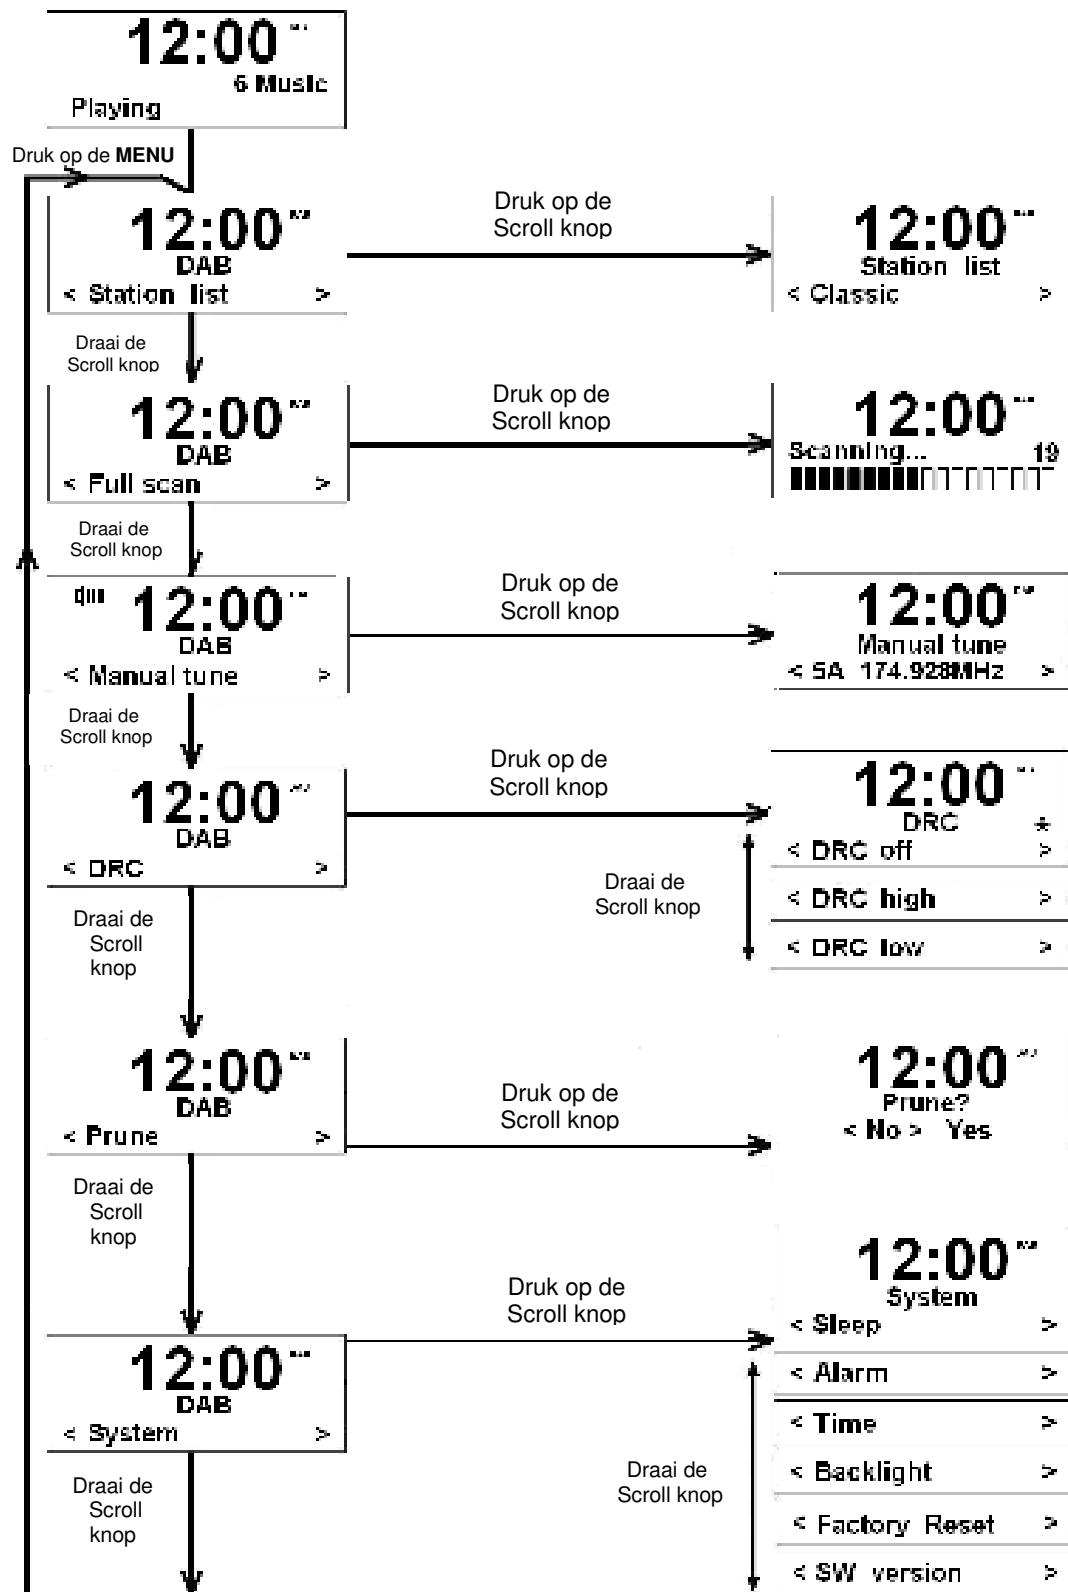 12:00
6 Music
Playing
Druk op de MENU
12:00
DAB
< Station list >
Druk op de
Scroll knop
12:00
Station list
< Classic >
Draai de
Scroll knop
12:00
DAB
< Full scan >
Druk op de
Scroll knop
12:00
Scanning... 19
Draai de
Scroll knop
12:00
DAB
< Manual tune >
Druk op de
Scroll knop
12:00
Manual tune
< 5A 174.928MHz >
Draai de
Scroll knop
12:00
DAB
< DRC >
Druk op de
Scroll knop
12:00
DRC *
< DRC off >
< DRC high >
< DRC low >
Draai de
Scroll knop
Draai de
Scroll
knop
12:00
DAB
< Prune >
Druk op de
Scroll knop
12:00
Prune?
< No > Yes
Draai de
Scroll
knop
12:00
DAB
< System >
Druk op de
Scroll knop
12:00
System
< Sleep >
< Alarm >
< Time >
< Backlight >
< Factory Reset >
< SW version >
Draai de
Scroll knop
Draai de
Scroll
knop